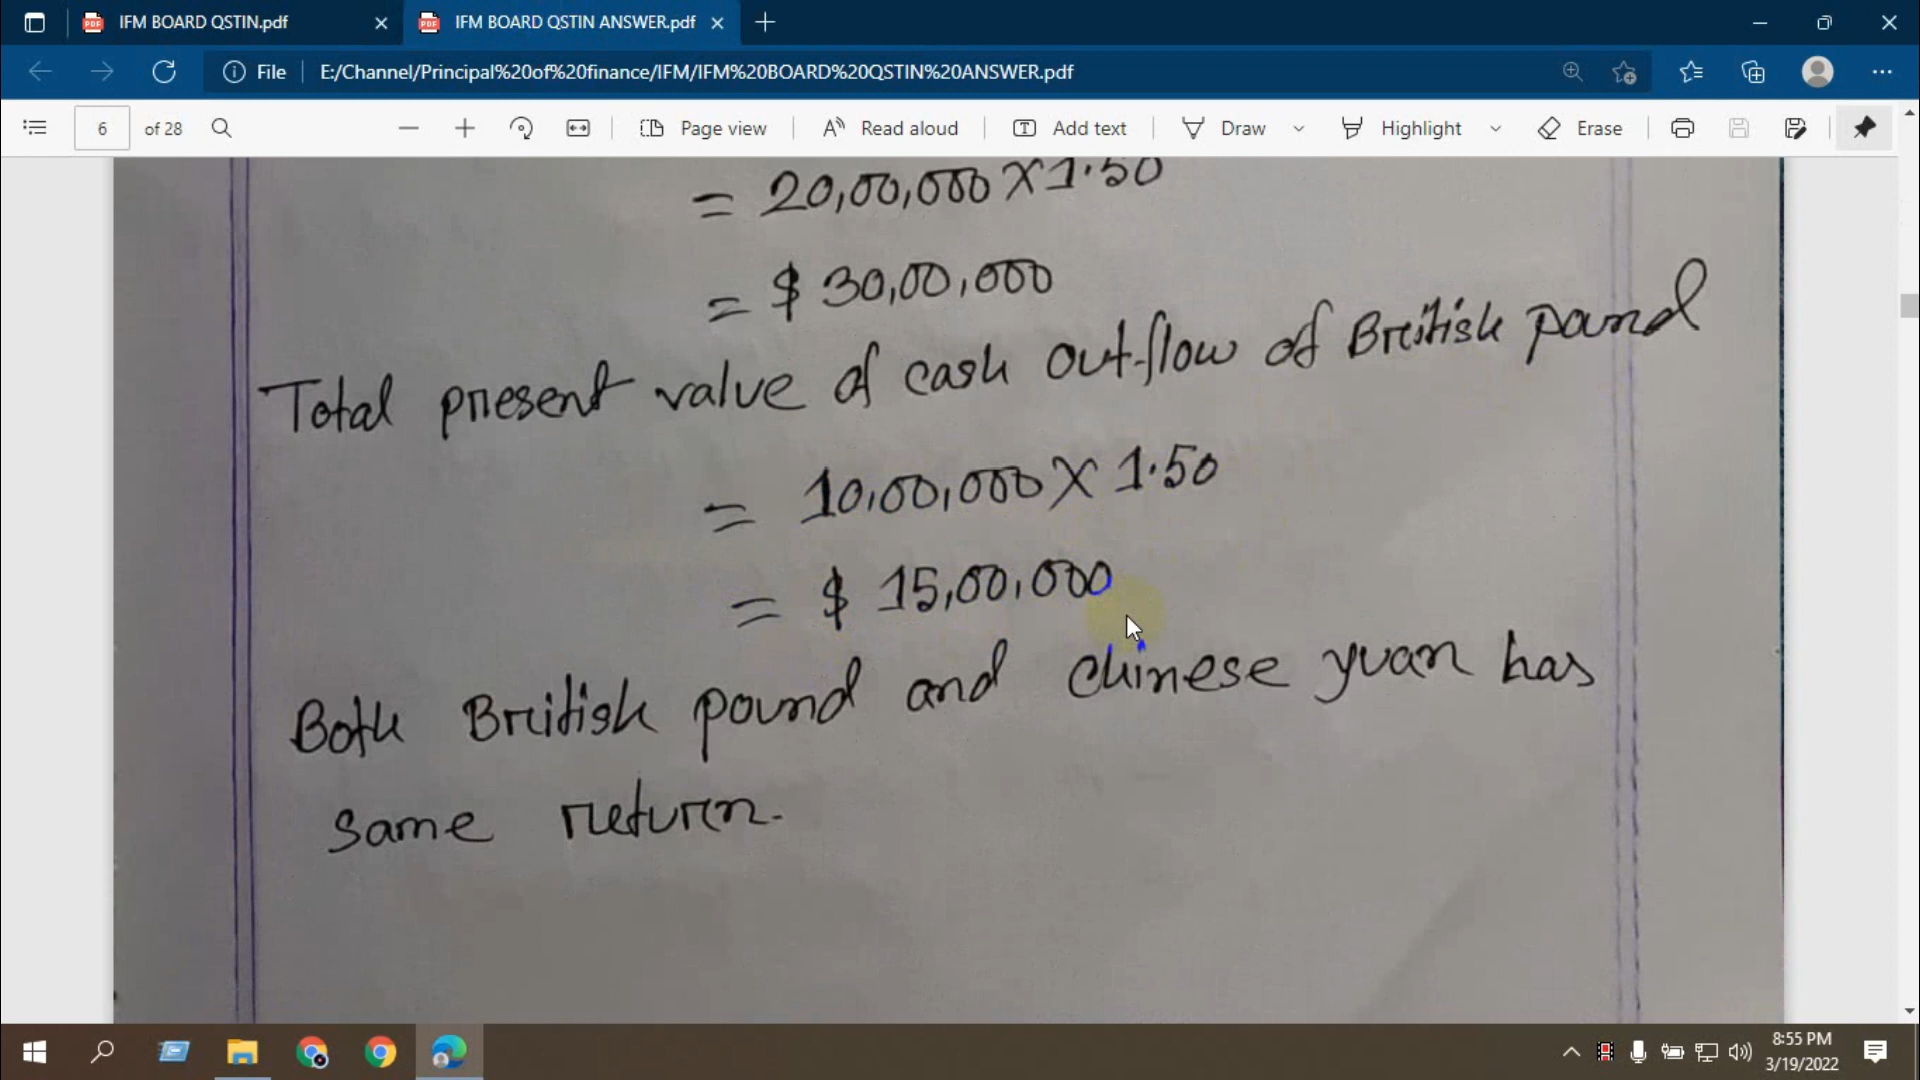 IFM BOARD QSTIN.pdf
IFM BOARD QSTIN ANSWER.pdf
File
E:/Channel/Principal%20of%20finance/IFM/IFM%20BOARD%20QSTIN%20ANSWER.pdf
6 of 28
Page view
Read aloud
Add text
Draw
Highlight
Erase
= 20,00,000 X 1.50
= $ 30,00,000
Total present value of cash outflow of British pound
= 10,00,000 X 1.50
= $ 15,00,000
Both British pound and chinese yuan has
same return.
8:55 PM
3/19/2022